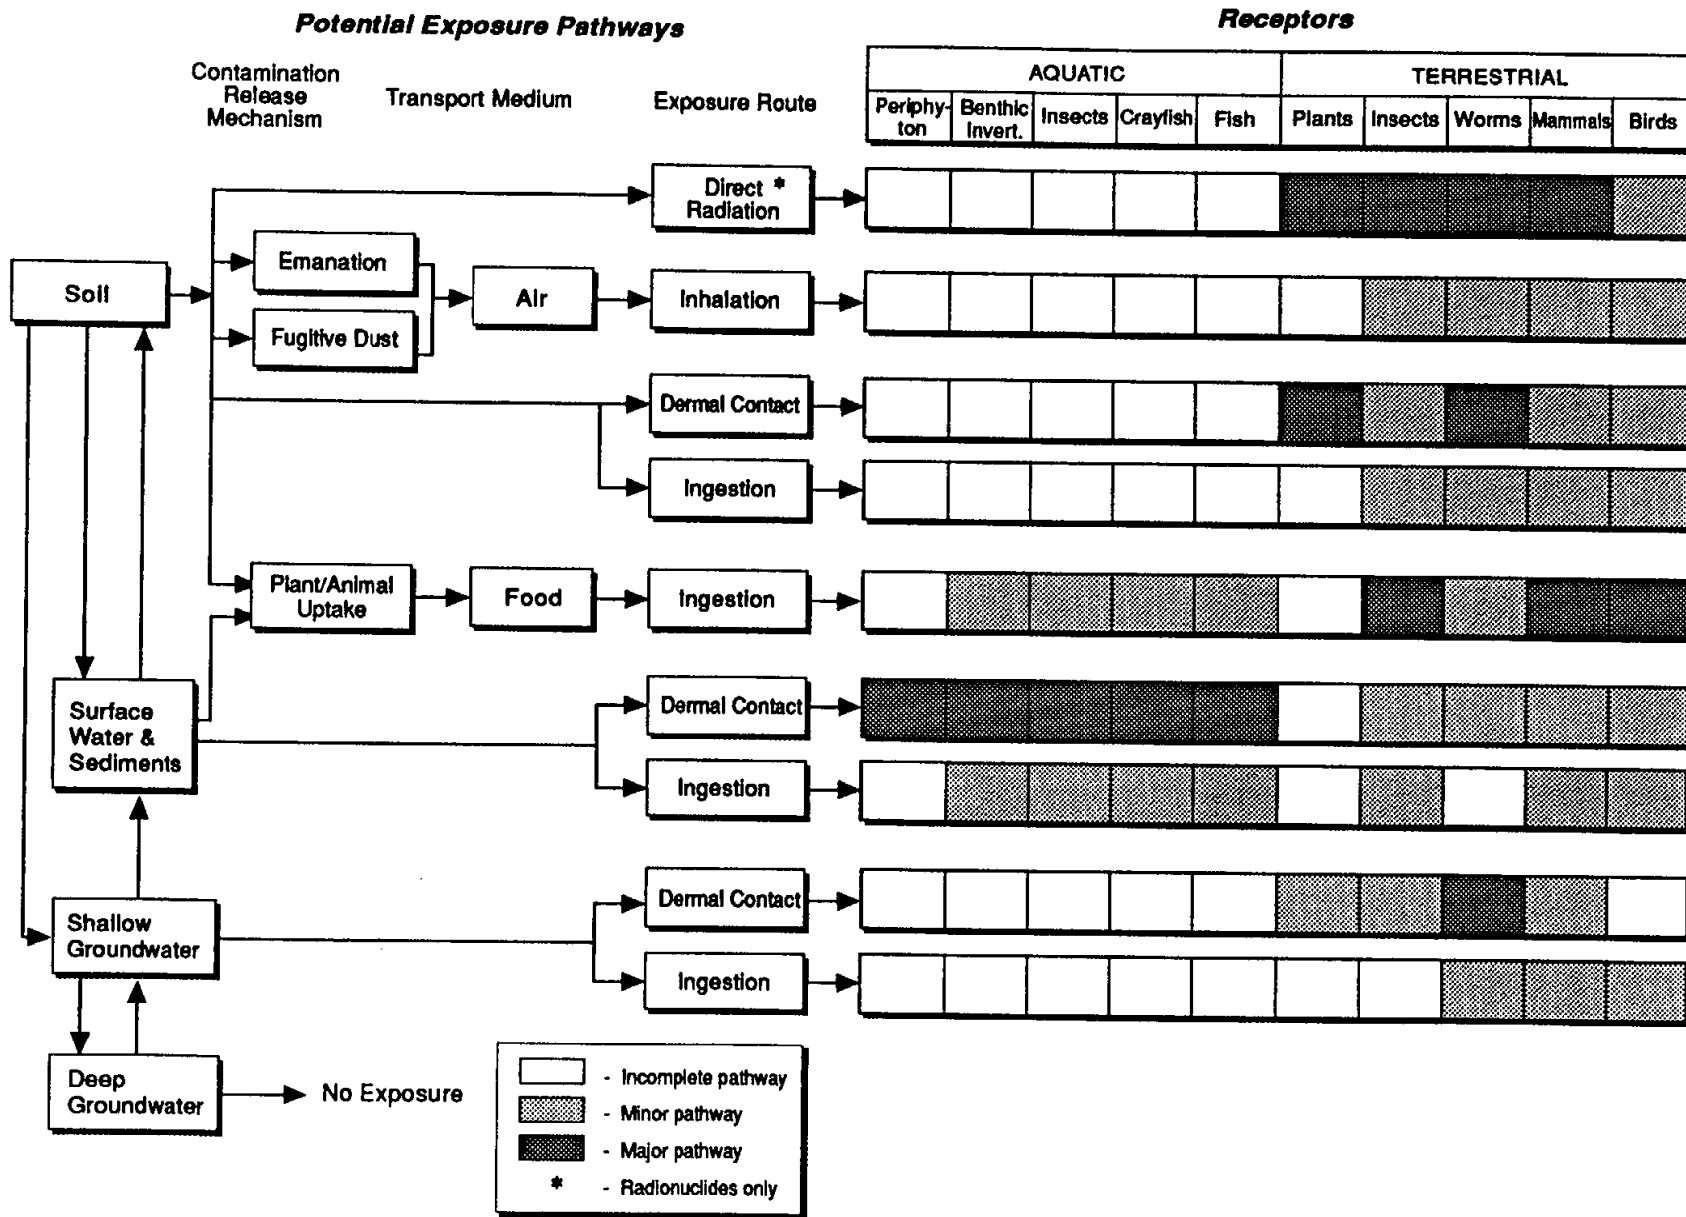 Potential Exposure Pathways
Receptors
Contamination
Release
Mechanism
Transport Medium
Exposure Route
AQUATIC
TERRESTRIAL
Periphy-
ton
Benthic
Invert.
Insects
Crayfish
Fish
Plants
Insects
Worms
Mammals
Birds
Direct *
Radiation
Soil
Emanation
Fugitive Dust
Air
Inhalation
Dermal Contact
Ingestion
Plant/Animal
Uptake
Food
Ingestion
Surface
Water &
Sediments
Dermal Contact
Ingestion
Shallow
Groundwater
Dermal Contact
Ingestion
Deep
Groundwater
No Exposure
- Incomplete pathway
- Minor pathway
- Major pathway
* - Radionuclides only